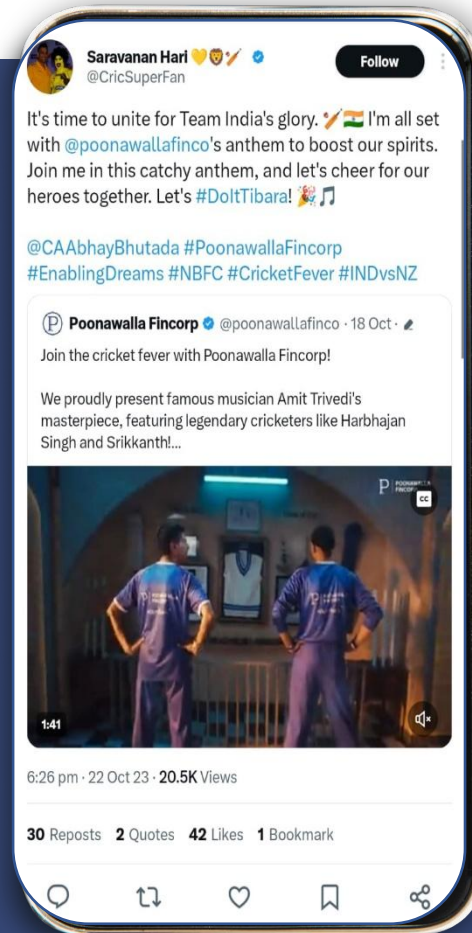 Saravanan Hari 💛🦁🏏
@CricSuperFan
Follow
It's time to unite for Team India's glory. 🏏🇮🇳 I'm all set
with @poonawallafinco's anthem to boost our spirits.
Join me in this catchy anthem, and let's cheer for our
heroes together. Let's #DoItTibara! 🎉🎵
@CAAbhayBhutada #PoonawallaFincorp
#EnablingDreams #NBFC #CricketFever #INDvsNZ
Poonawalla Fincorp @poonawallafinco · 18 Oct ·
Join the cricket fever with Poonawalla Fincorp!
We proudly present famous musician Amit Trivedi's
masterpiece, featuring legendary cricketers like Harbhajan
Singh and Srikkanth!...
POONAWALLA
FINCORP
CC
1:41
6:26 pm · 22 Oct 23 · 20.5K Views
30 Reposts 2 Quotes 42 Likes 1 Bookmark